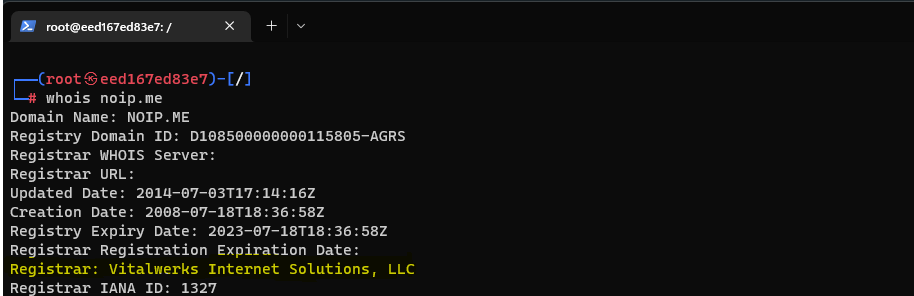 root@eed167ed83e7: /
┌──(root㉿eed167ed83e7)-[/]
└─# whois noip.me
Domain Name: NOIP.ME
Registry Domain ID: D108500000000115805-AGRS
Registrar WHOIS Server:
Registrar URL:
Updated Date: 2014-07-03T17:14:16Z
Creation Date: 2008-07-18T18:36:58Z
Registry Expiry Date: 2023-07-18T18:36:58Z
Registrar Registration Expiration Date:
Registrar: Vitalwerks Internet Solutions, LLC
Registrar IANA ID: 1327